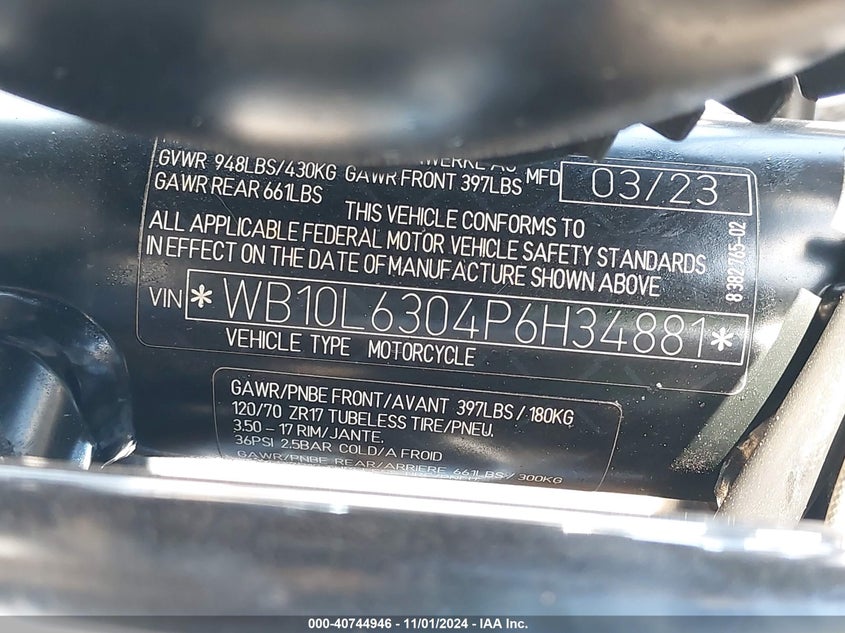 GVWR 948LBS/430KG GAWR FRONT 397LBS MFD 03/23
GAWR REAR 661LBS
THIS VEHICLE CONFORMS TO
ALL APPLICABLE FEDERAL MOTOR VEHICLE SAFETY STANDARDS
IN EFFECT ON THE DATE OF MANUFACTURE SHOWN ABOVE
8 382 765-02
VIN *WB10L6304P6H34881*
VEHICLE TYPE MOTORCYCLE
GAWR/PNBE FRONT/AVANT 397LBS/180KG
120/70 ZR17 TUBELESS TIRE/PNEU.
3.50 - 17 RIM/JANTE.
36PSI 2.5BAR COLD/A FROID
GAWR/PNBE REAR/ARRIERE 661LBS/300KG
000-40744946 - 11/01/2024 - IAA Inc.